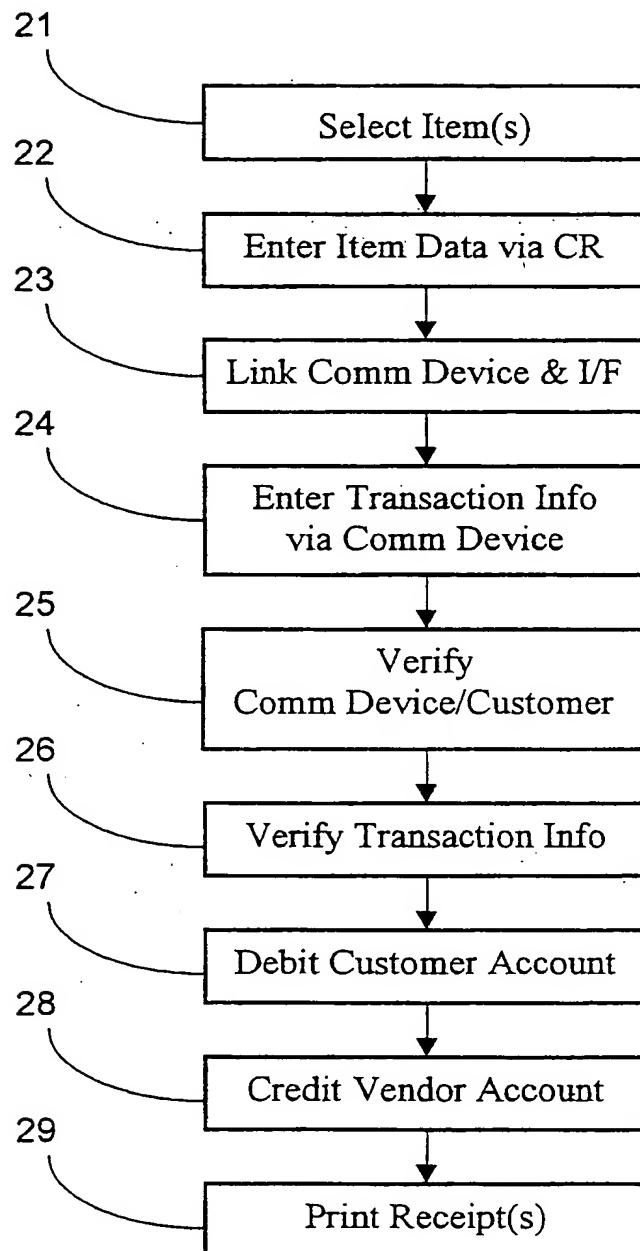 21
Select Item(s)
22
Enter Item Data via CR
23
Link Comm Device & I/F
24
Enter Transaction Info
via Comm Device
25
Verify
Comm Device/Customer
26
Verify Transaction Info
27
Debit Customer Account
28
Credit Vendor Account
29
Print Receipt(s)